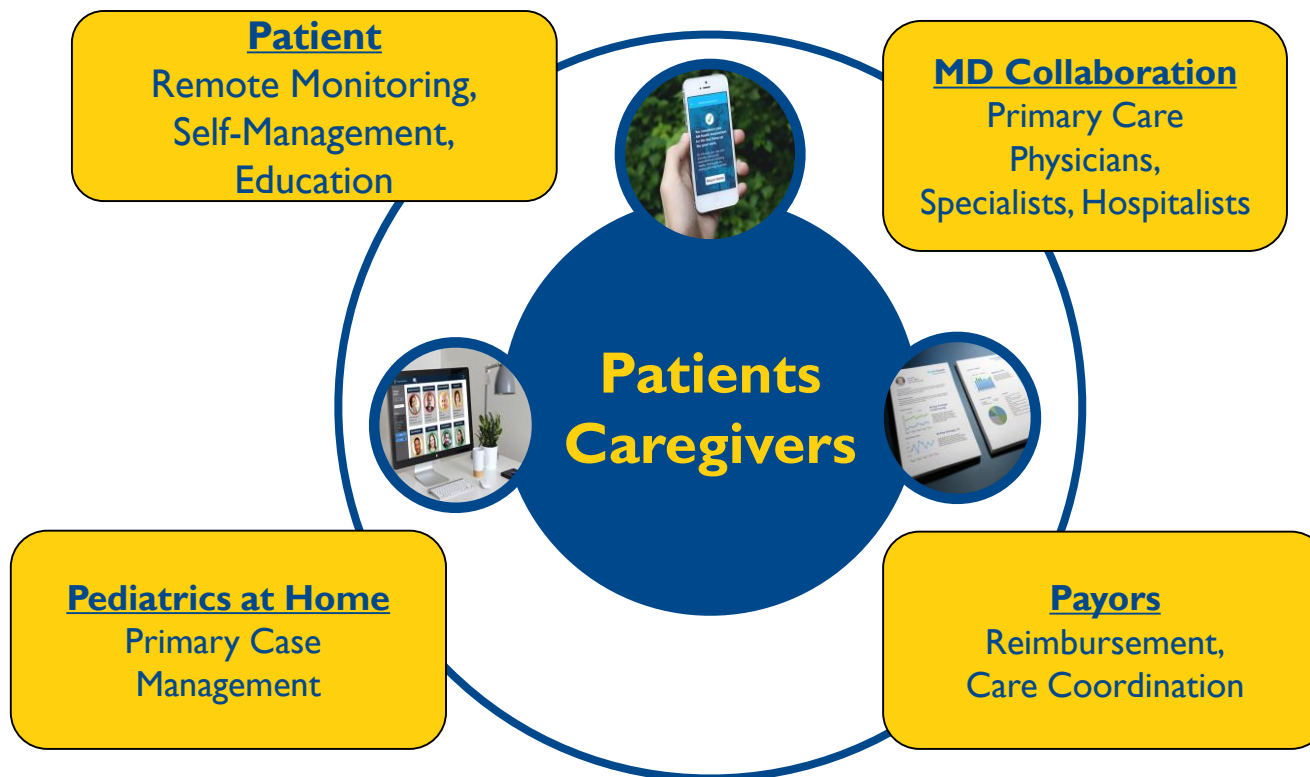 Patient
Remote Monitoring,
Self-Management,
Education
MD Collaboration
Primary Care
Physicians,
Specialists, Hospitalists
Patients
Caregivers
Pediatrics at Home
Primary Case
Management
Payors
Reimbursement,
Care Coordination